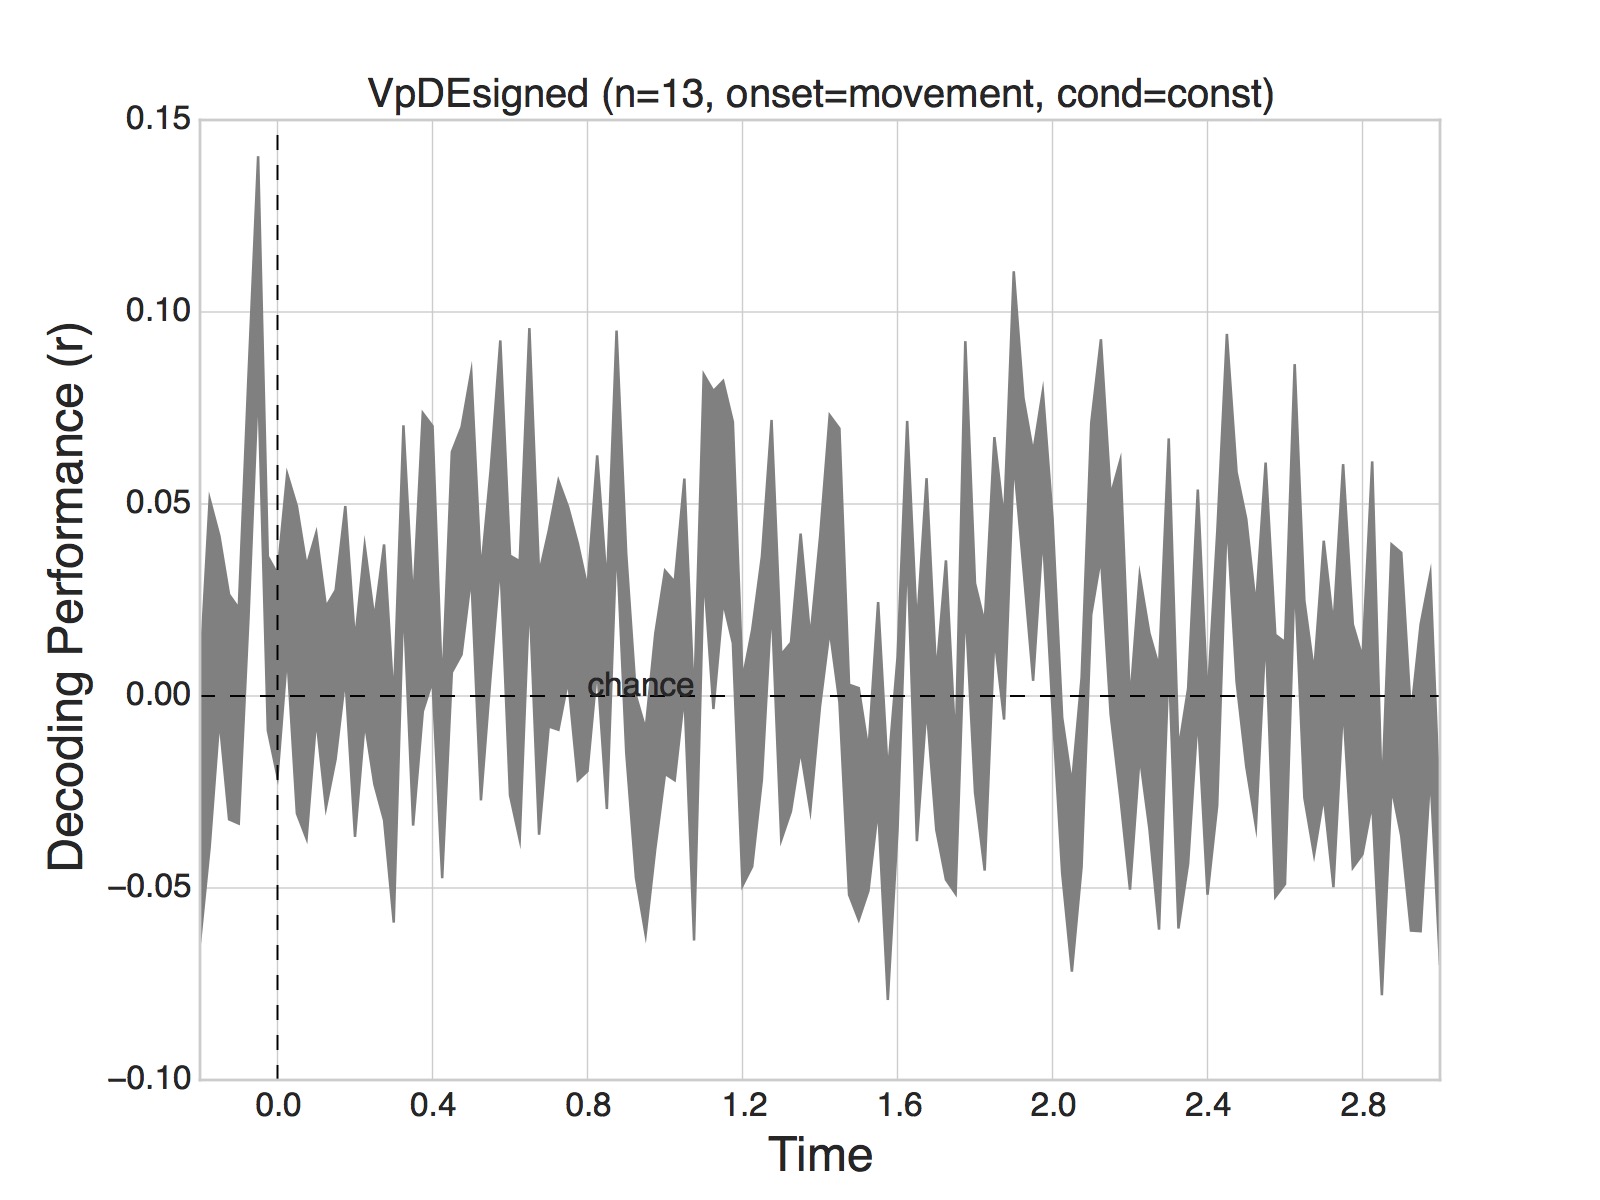 VpDEsigned (n=13, onset=movement, cond=const)
0.15
0.10
0.05
0.00
−0.05
−0.10
Decoding Performance (r)
chance
0.0 0.4 0.8 1.2 1.6 2.0 2.4 2.8
Time